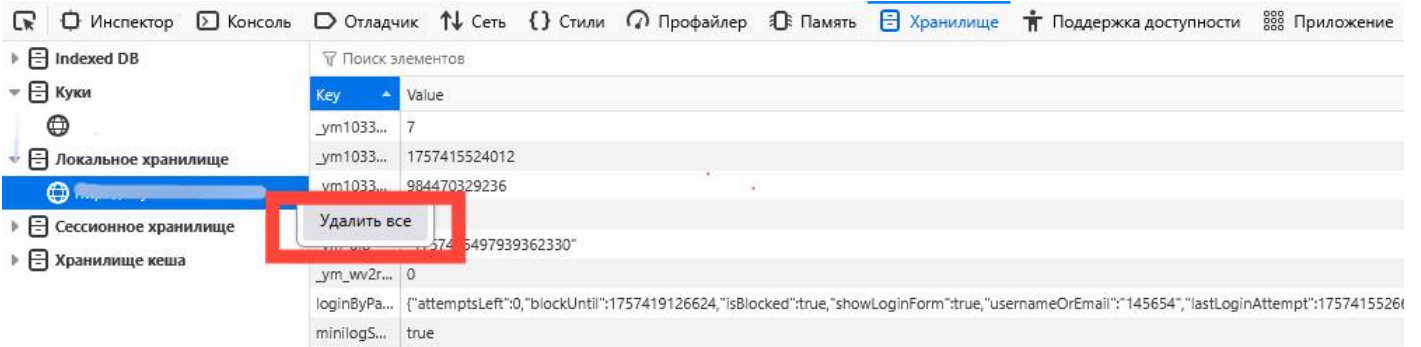 Инспектор Консоль Отладчик Сеть Стили Профайлер Память Хранилище Поддержка доступности Приложение
Indexed DB
Куки
Локальное хранилище
Сессионное хранилище
Хранилище кеша
Поиск элементов
Key Value
_ym1033... 7
_ym1033... 1757415524012
_ym1033... 984470329236
Удалить все
_ym_wv2r... 0
loginByPa... {"attemptsLeft":0,"blockUntil":1757419126624,"isBlocked":true,"showLoginForm":true,"usernameOrEmail":"145654","lastLoginAttempt":17574155266
minilogS... true